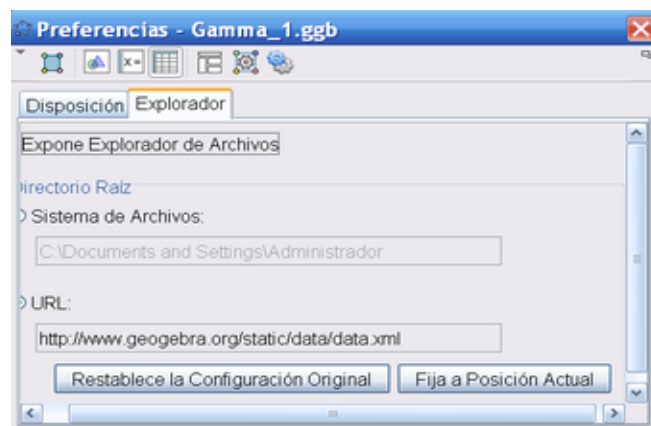 Preferencias - Gamma_1.ggb
Disposición Explorador
Expone Explorador de Archivos
Directorio Raíz
Sistema de Archivos:
C:\Documents and Settings\Administrador
URL:
http://www.geogebra.org/static/data/data.xml
Restablece la Configuración Original Fija a Posición Actual